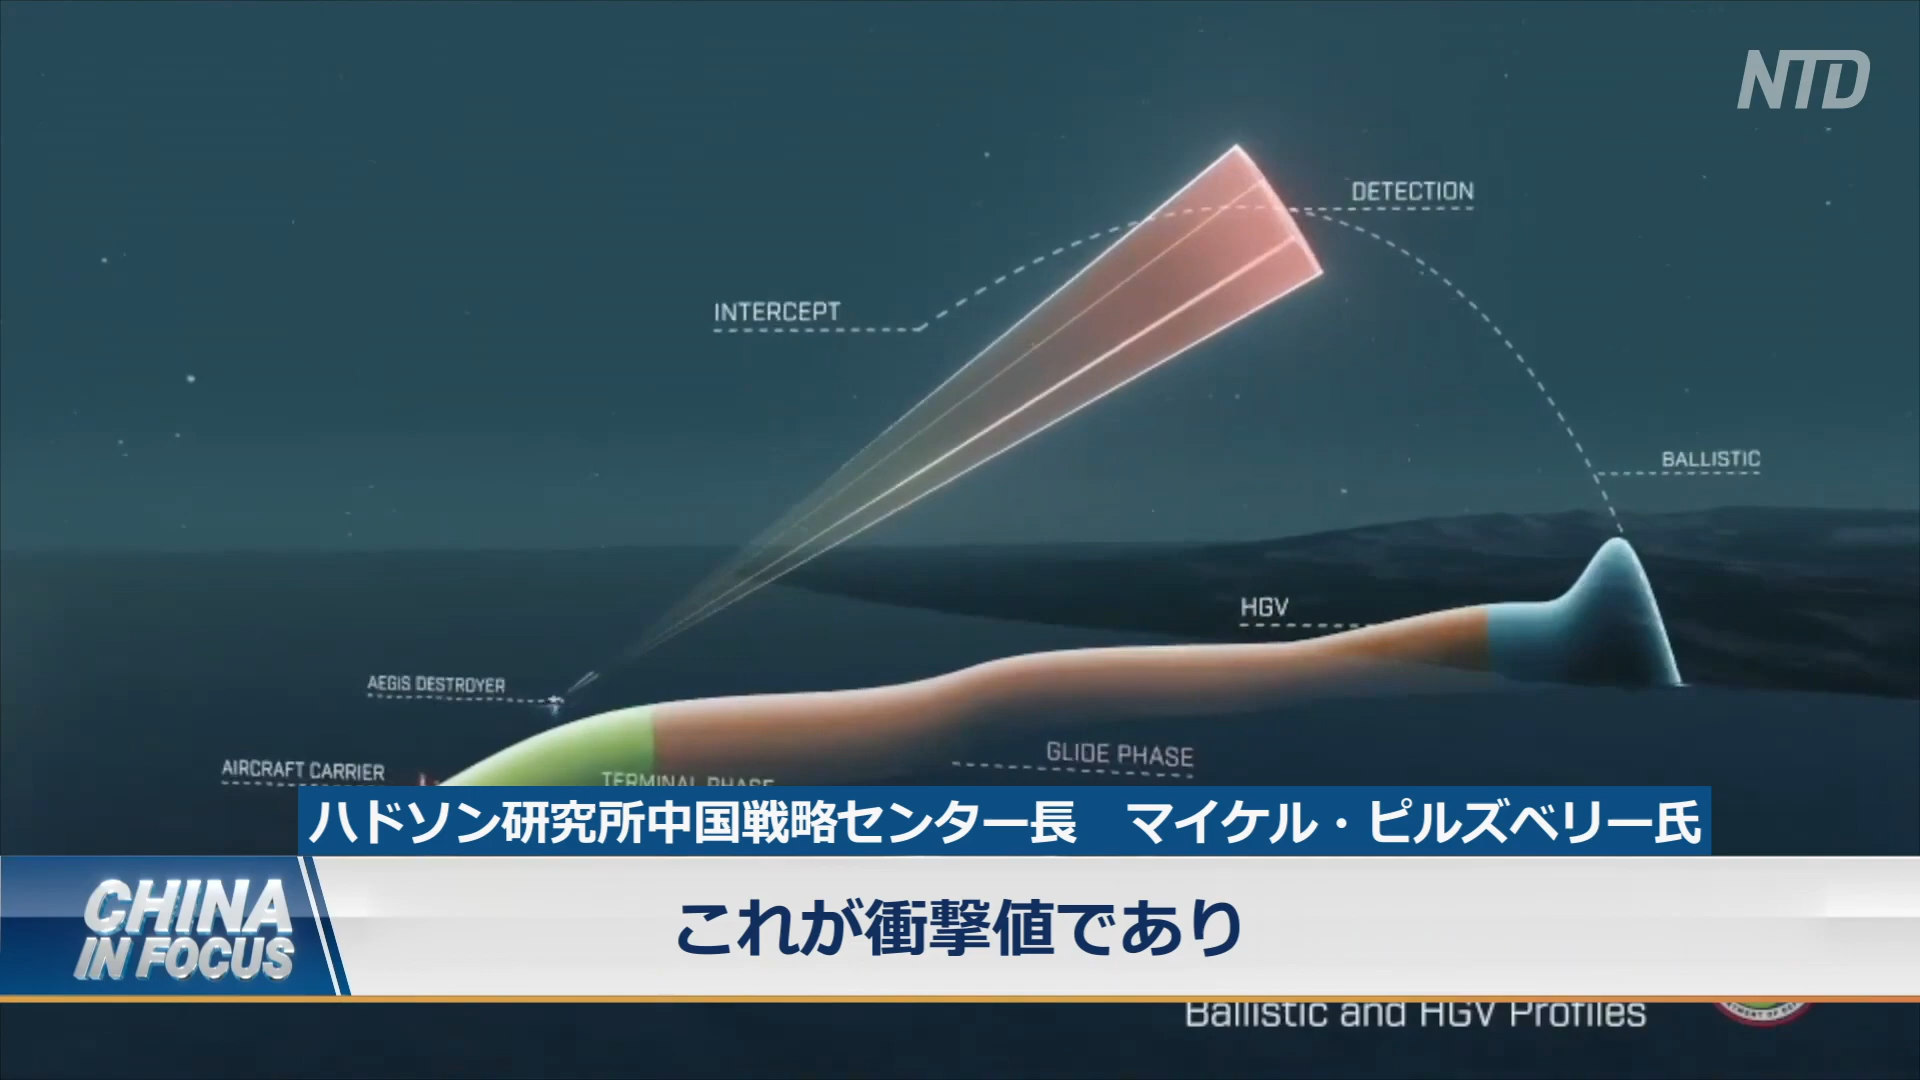 NTD
DETECTION
INTERCEPT
BALLISTIC
HGV
AEGIS DESTROYER
GLIDE PHASE
AIRCRAFT CARRIER
TERMINAL PHASE
ハドソン研究所中国戦略センター長　マイケル・ピルズベリー氏
CHINA
IN FOCUS
これが衝撃値であり
Ballistic and HGV Profiles